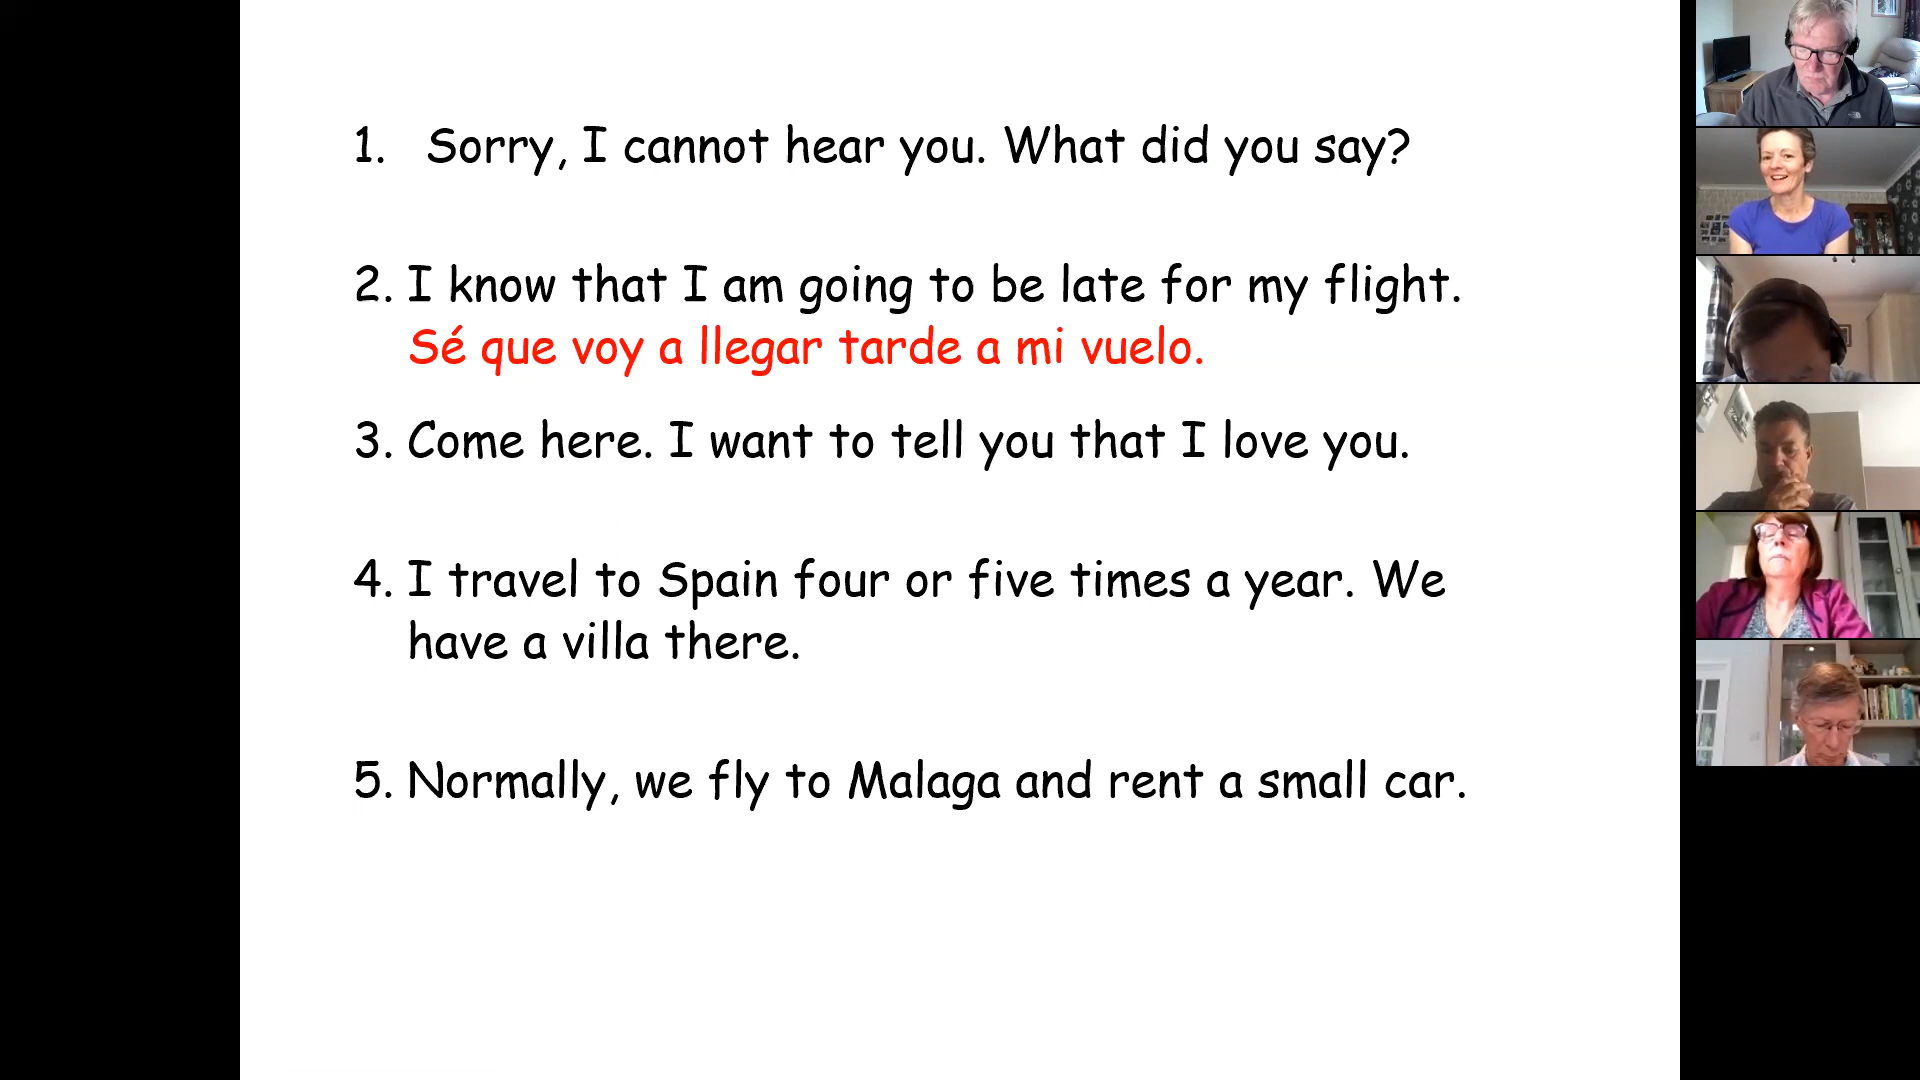 1. Sorry, I cannot hear you. What did you say?
2. I know that I am going to be late for my flight.
Sé que voy a llegar tarde a mi vuelo.
3. Come here. I want to tell you that I love you.
4. I travel to Spain four or five times a year. We
have a villa there.
5. Normally, we fly to Malaga and rent a small car.